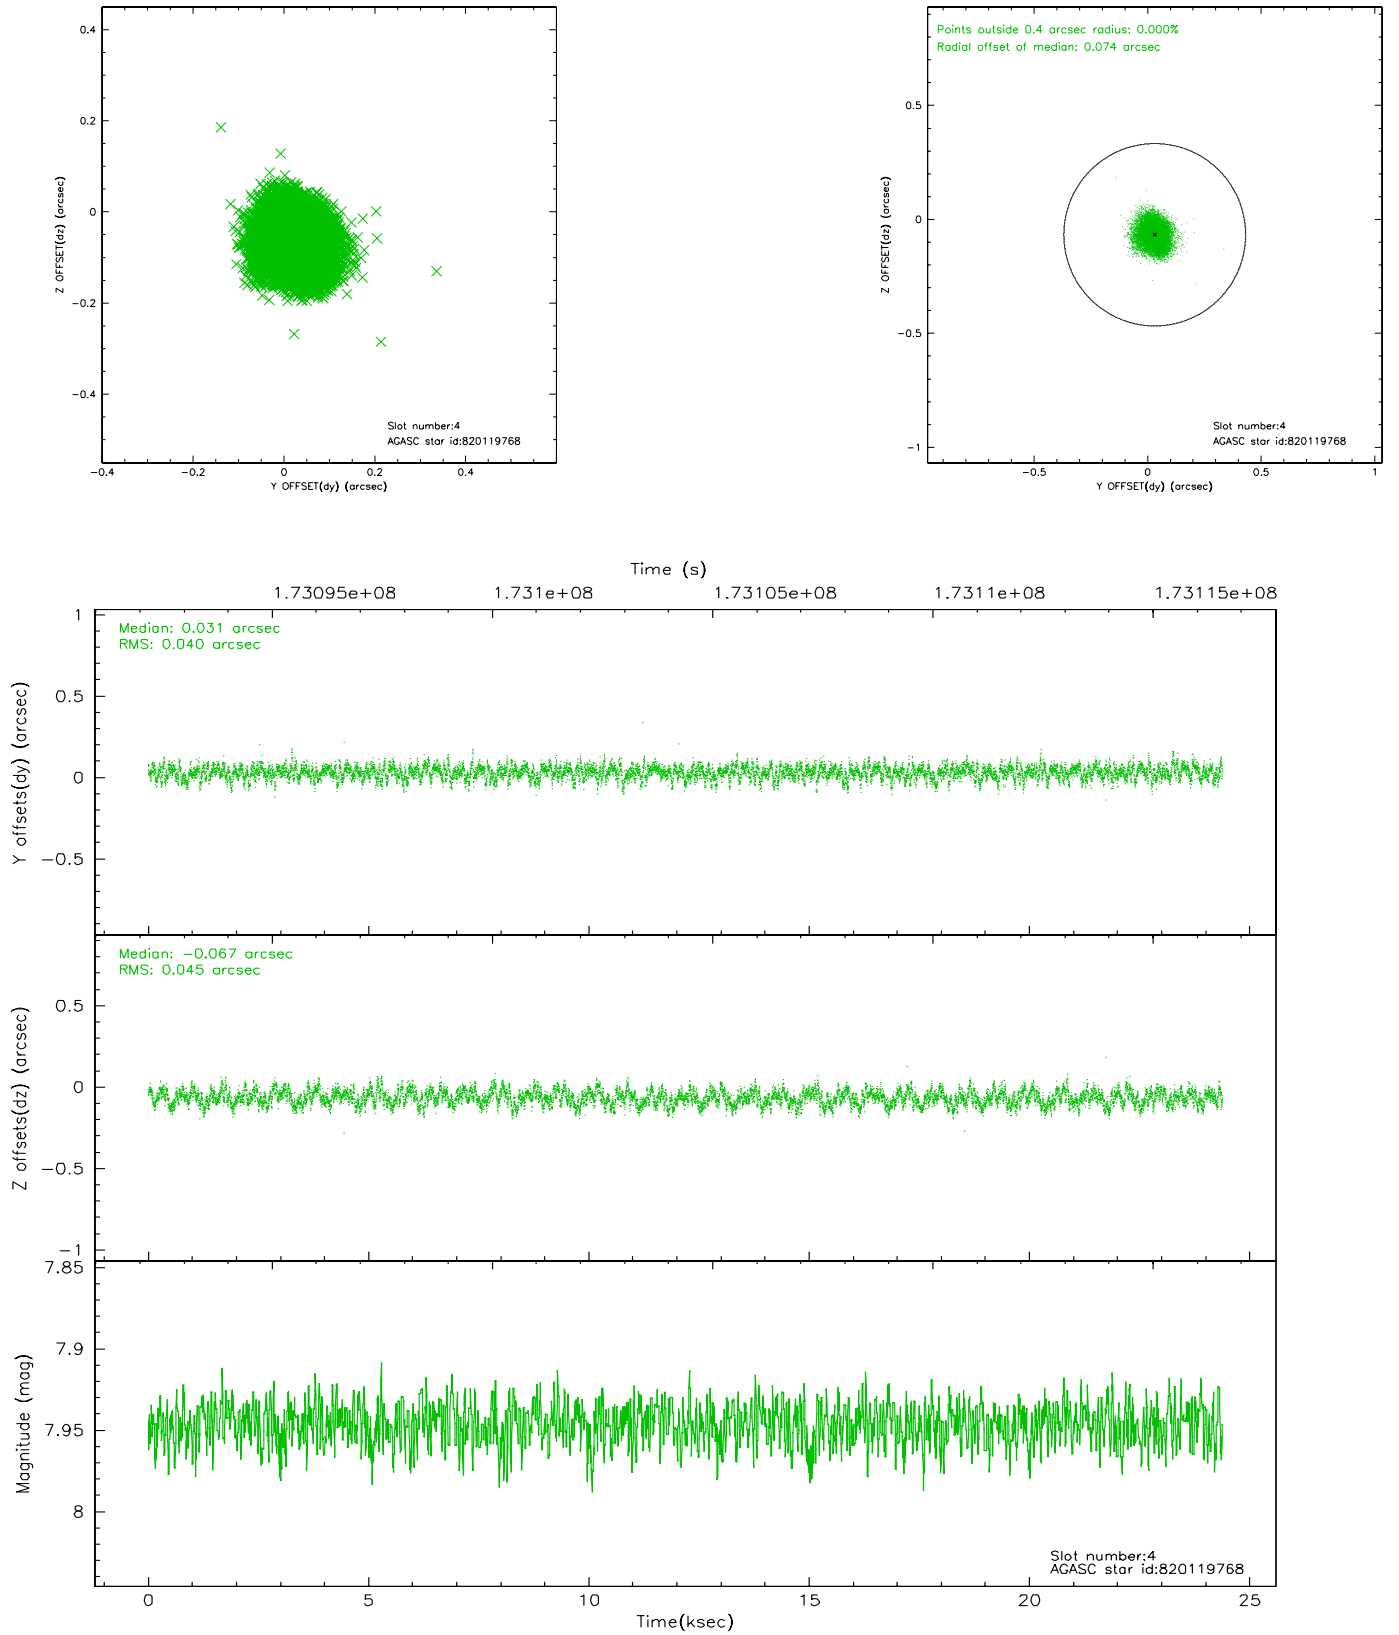 0.4
0.2
0
−0.2
−0.4
Z OFFSET(dz) (arcsec)
Slot number:4
AGASC star id:820119768
−0.4 −0.2 0 0.2 0.4
Y OFFSET(dy) (arcsec)
Points outside 0.4 arcsec radius: 0.000%
Radial offset of median: 0.074 arcsec
0.5
0
−0.5
−1
Z OFFSET(dz) (arcsec)
Slot number:4
AGASC star id:820119768
−0.5 0 0.5 1
Y OFFSET(dy) (arcsec)
Time (s)
1.73095e+08 1.731e+08 1.73105e+08 1.7311e+08 1.73115e+08
Median: 0.031 arcsec
RMS: 0.040 arcsec
1
0.5
0
−0.5
Y offsets(dy) (arcsec)
Median: −0.067 arcsec
RMS: 0.045 arcsec
0.5
0
−0.5
−1
Z offsets(dz) (arcsec)
7.85
7.9
7.95
8
Magnitude (mag)
Slot number:4
AGASC star id:820119768
0 5 10 15 20 25
Time(ksec)